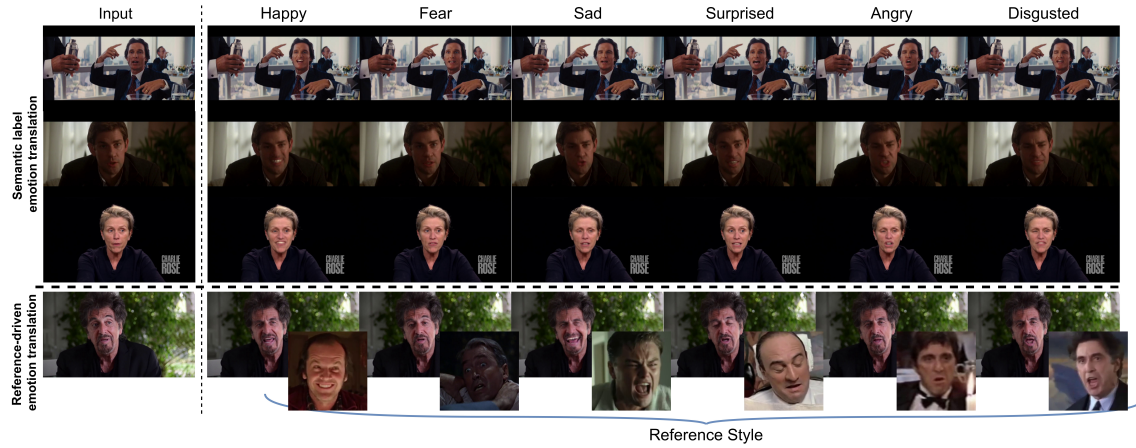 Input
Happy
Fear
Sad
Surprised
Angry
Disgusted
Semantic label
emotion translation
CHARLIE
ROSE
CHARLIE
ROSE
CHARLIE
ROSE
CHARLIE
ROSE
CHARLIE
ROSE
CHARLIE
ROSE
CHARLIE
ROSE
Reference-driven
emotion translation
Reference Style